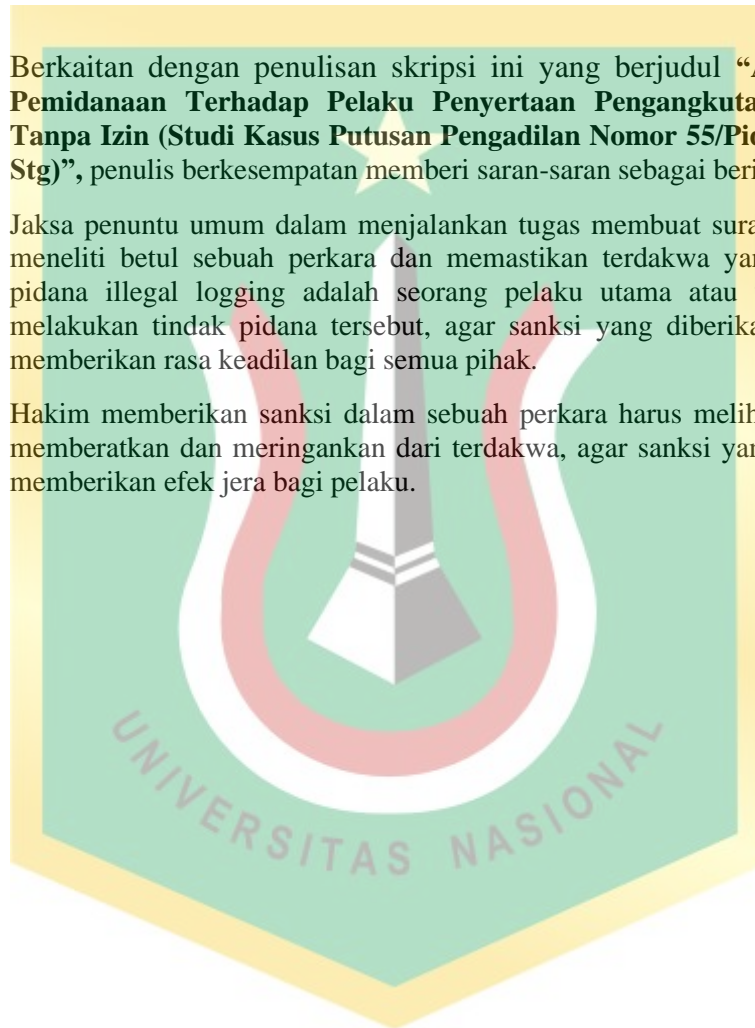 Berkaitan dengan penulisan skripsi ini yang berjudul “
Pemidanaan Terhadap Pelaku Penyertaan Pengangkuta
Tanpa Izin (Studi Kasus Putusan Pengadilan Nomor 55/Pid
Stg)”, penulis berkesempatan memberi saran-saran sebagai beri
Jaksa penuntu umum dalam menjalankan tugas membuat sura
meneliti betul sebuah perkara dan memastikan terdakwa yan
pidana illegal logging adalah seorang pelaku utama atau
melakukan tindak pidana tersebut, agar sanksi yang diberika
memberikan rasa keadilan bagi semua pihak.
Hakim memberikan sanksi dalam sebuah perkara harus melih
memberatkan dan meringankan dari terdakwa, agar sanksi yan
memberikan efek jera bagi pelaku.
UNIVERSITAS NASIONAL